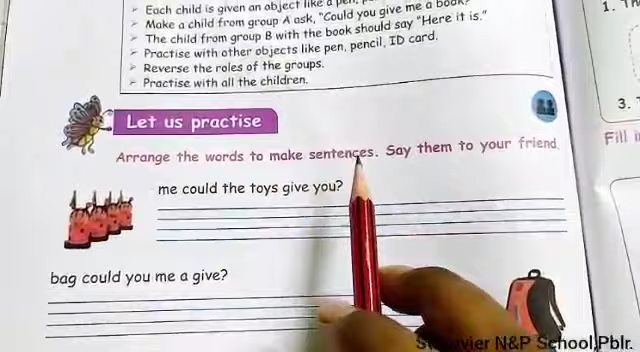 Each child is given an object like a pen,
Make a child from group A ask, "Could you give me a book?
The child from group B with the book should say "Here it is."
Practise with other objects like pen, pencil, ID card.
Reverse the roles of the groups.
Practise with all the children.
Let us practise
Arrange the words to make sentences. Say them to your friend.
me could the toys give you?
bag could you me a give?
1. Th
3.
Fill i
N&P School,Pblr.